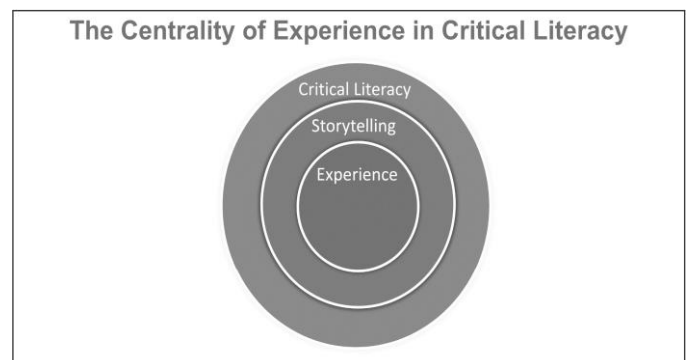 The Centrality of Experience in Critical Literacy
Critical Literacy
Storytelling
Experience